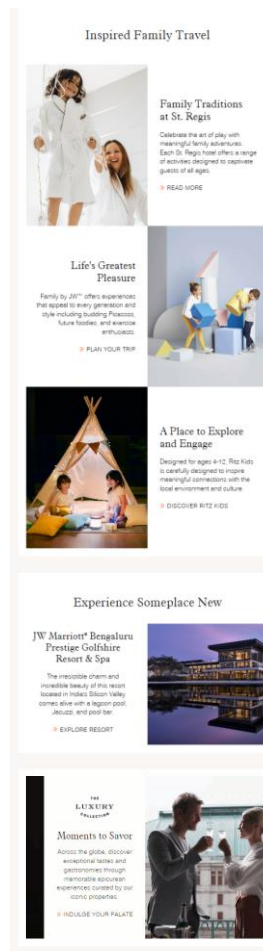 Inspired Family Travel
Family Traditions
at St. Regis
Celebrate the art of play with
meaningful family adventures.
Each St. Regis hotel offers a range
of activities designed to captivate
guests of all ages.
» READ MORE
Life's Greatest
Pleasure
Family by JW™ offers experiences
that appeal to every generation and
style including budding Picassos,
future foodies, and exercise
enthusiasts.
» PLAN YOUR TRIP
A Place to Explore
and Engage
Designed for ages 4-12, Ritz Kids
is carefully designed to inspire
meaningful connections with the
local environment and culture.
» DISCOVER RITZ KIDS
Experience Someplace New
JW Marriott® Bengaluru
Prestige Golfshire
Resort & Spa
The irresistible charm and
incredible beauty of this resort
located in India's Silicon Valley
comes alive with a lagoon pool,
Jacuzzi, and pool bar.
» EXPLORE RESORT
THE
LUXURY
COLLECTION
Moments to Savor
Across the globe, discover
exceptional tastes and
gastronomies through
memorable epicurean
experiences curated by our
iconic properties.
» INDULGE YOUR PALATE